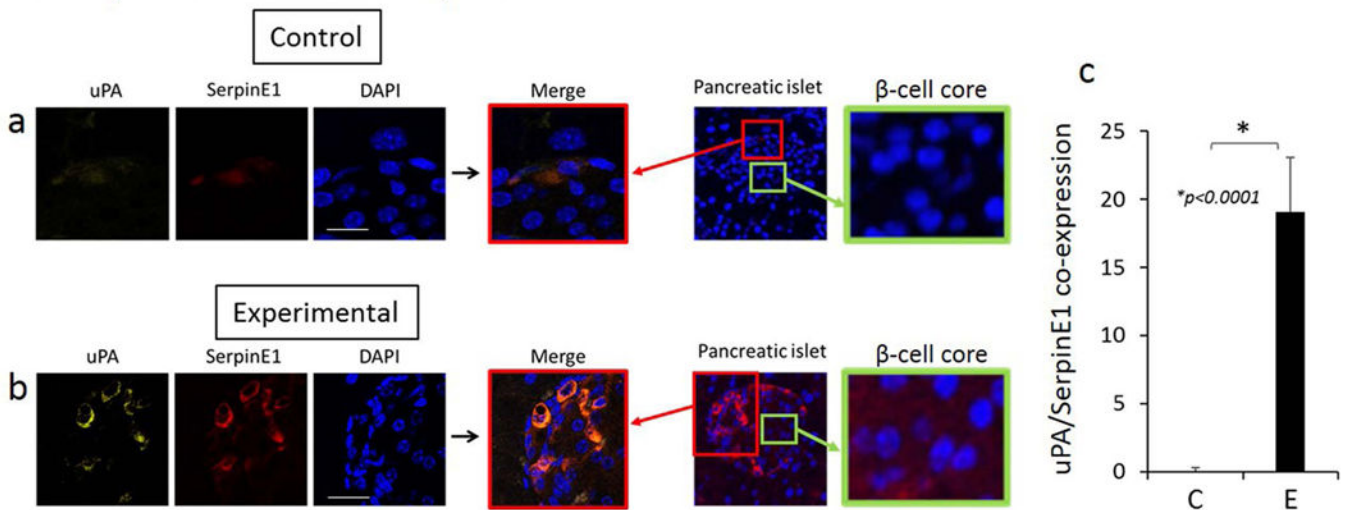 Control
a
uPA
SerpinE1
DAPI
Merge
Pancreatic islet
β-cell core
Experimental
b
uPA
SerpinE1
DAPI
Merge
Pancreatic islet
β-cell core
c
uPA/SerpinE1 co-expression
25
20
15
10
5
0
*
*p<0.0001
C E